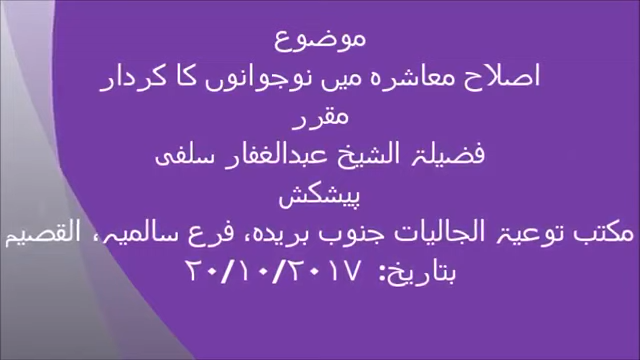 موضوع
اصلاح معاشرہ میں نوجوانوں کا کردار
مقرر
فضیلۃ الشیخ عبدالغفار سلفی
پیشکش
مکتب توعیۃ الجالیات جنوب بریدہ، فرع سالمیہ، القصیم
بتاریخ: ٢٠/١٠/٢٠١٧